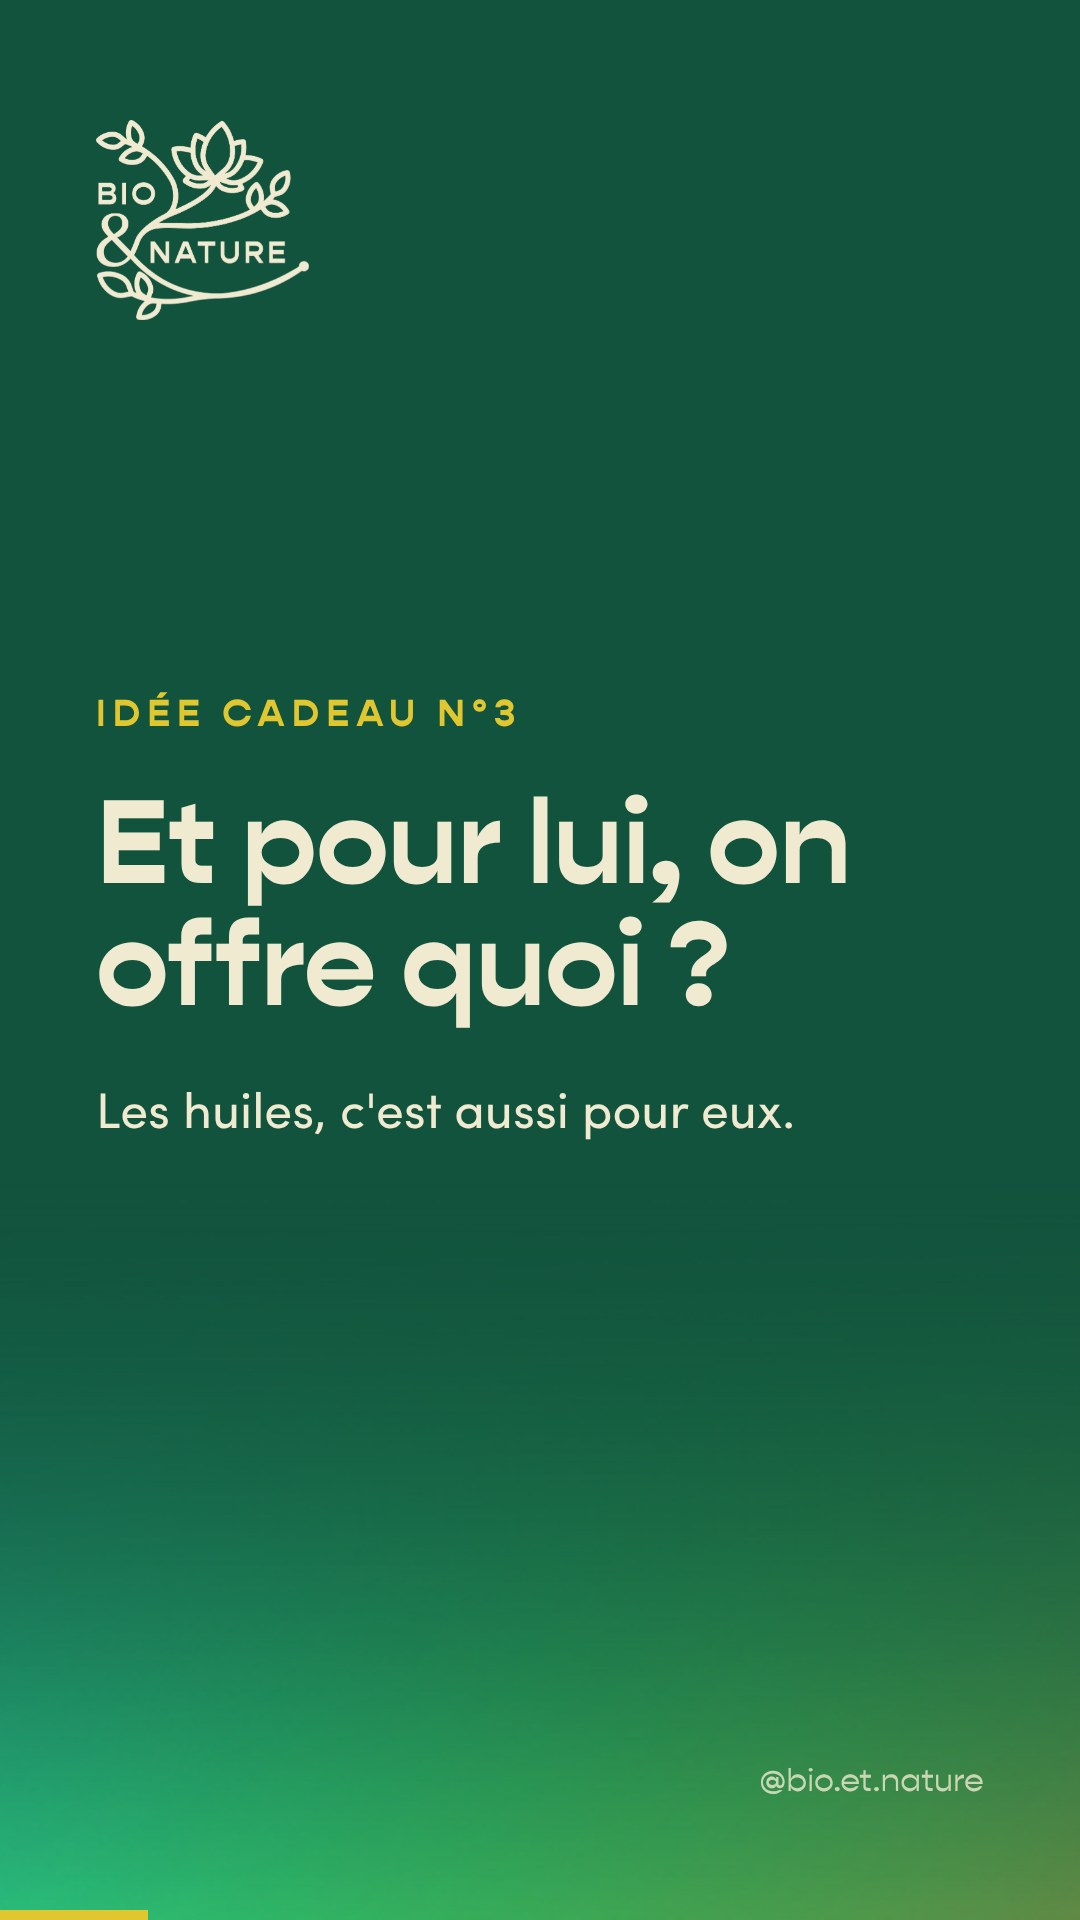 BIO
& NATURE
IDÉE CADEAU N°3
Et pour lui, on
offre quoi ?
Les huiles, c'est aussi pour eux.
@bio.et.nature